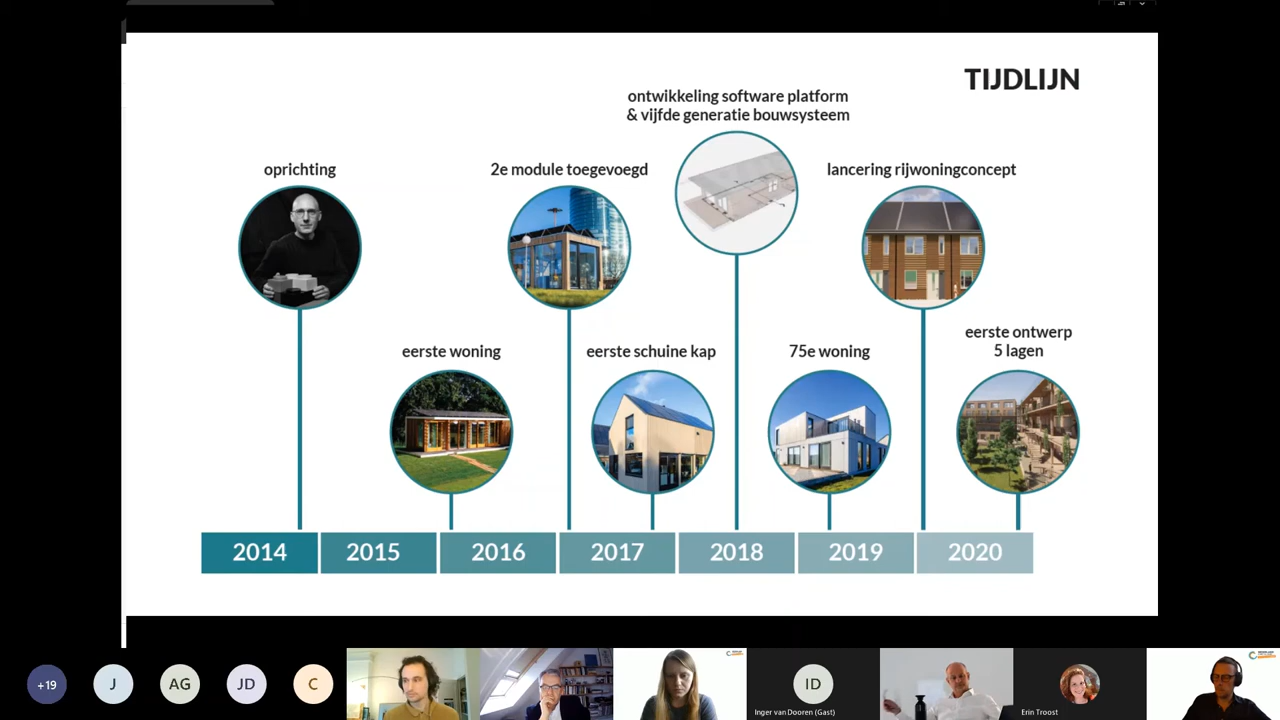 TIJDLIJN
ontwikkeling software platform
& vijfde generatie bouwsysteem
oprichting
2e module toegevoegd
lancering rijwoningconcept
eerste woning
eerste schuine kap
75e woning
eerste ontwerp
5 lagen
2014
2015
2016
2017
2018
2019
2020
+19
J
AG
JD
C
ID
Inger van Dooren (Gast)
Erin Troost